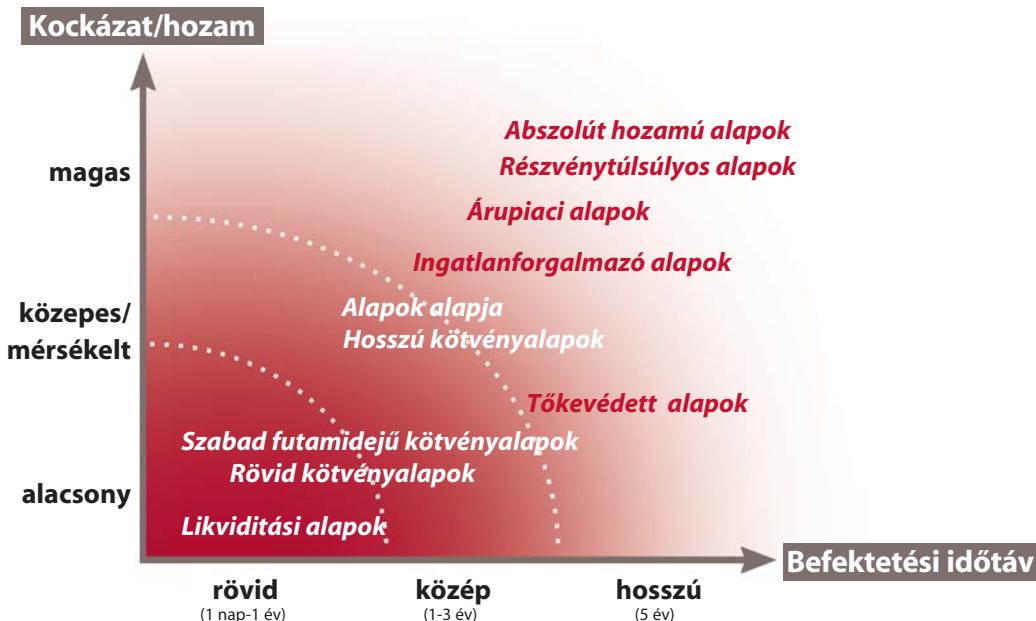 Kockázat/hozam
magas
Abszolút hozamú alapok
Részvénytúlsúlyos alapok
Árupiaci alapok
Ingatlanforgalmazó alapok
közepes/
mérsékelt
Alapok alapja
Hosszú kötvényalapok
Tőkevédett alapok
Szabad futamidejű kötvényalapok
Rövid kötvényalapok
alacsony
Likviditási alapok
Befektetési időtáv
rövid
(1 nap-1 év)
közép
(1-3 év)
hosszú
(5 év)